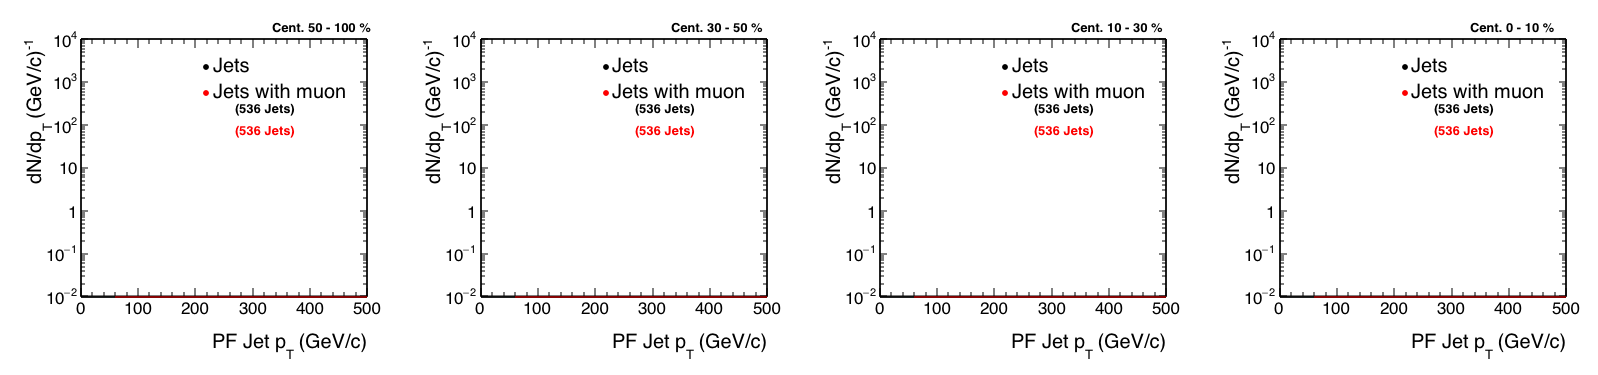 Cent. 50 - 100 %
dN/dp_T (GeV/c)^-1
10^4
10^3
10^2
10
1
10^−1
10^−2
Jets
Jets with muon
(536 Jets)
(536 Jets)
0 100 200 300 400 500
PF Jet p_T (GeV/c)
Cent. 30 - 50 %
dN/dp_T (GeV/c)^-1
10^4
10^3
10^2
10
1
10^−1
10^−2
Jets
Jets with muon
(536 Jets)
(536 Jets)
0 100 200 300 400 500
PF Jet p_T (GeV/c)
Cent. 10 - 30 %
dN/dp_T (GeV/c)^-1
10^4
10^3
10^2
10
1
10^−1
10^−2
Jets
Jets with muon
(536 Jets)
(536 Jets)
0 100 200 300 400 500
PF Jet p_T (GeV/c)
Cent. 0 - 10 %
dN/dp_T (GeV/c)^-1
10^4
10^3
10^2
10
1
10^−1
10^−2
Jets
Jets with muon
(536 Jets)
(536 Jets)
0 100 200 300 400 500
PF Jet p_T (GeV/c)